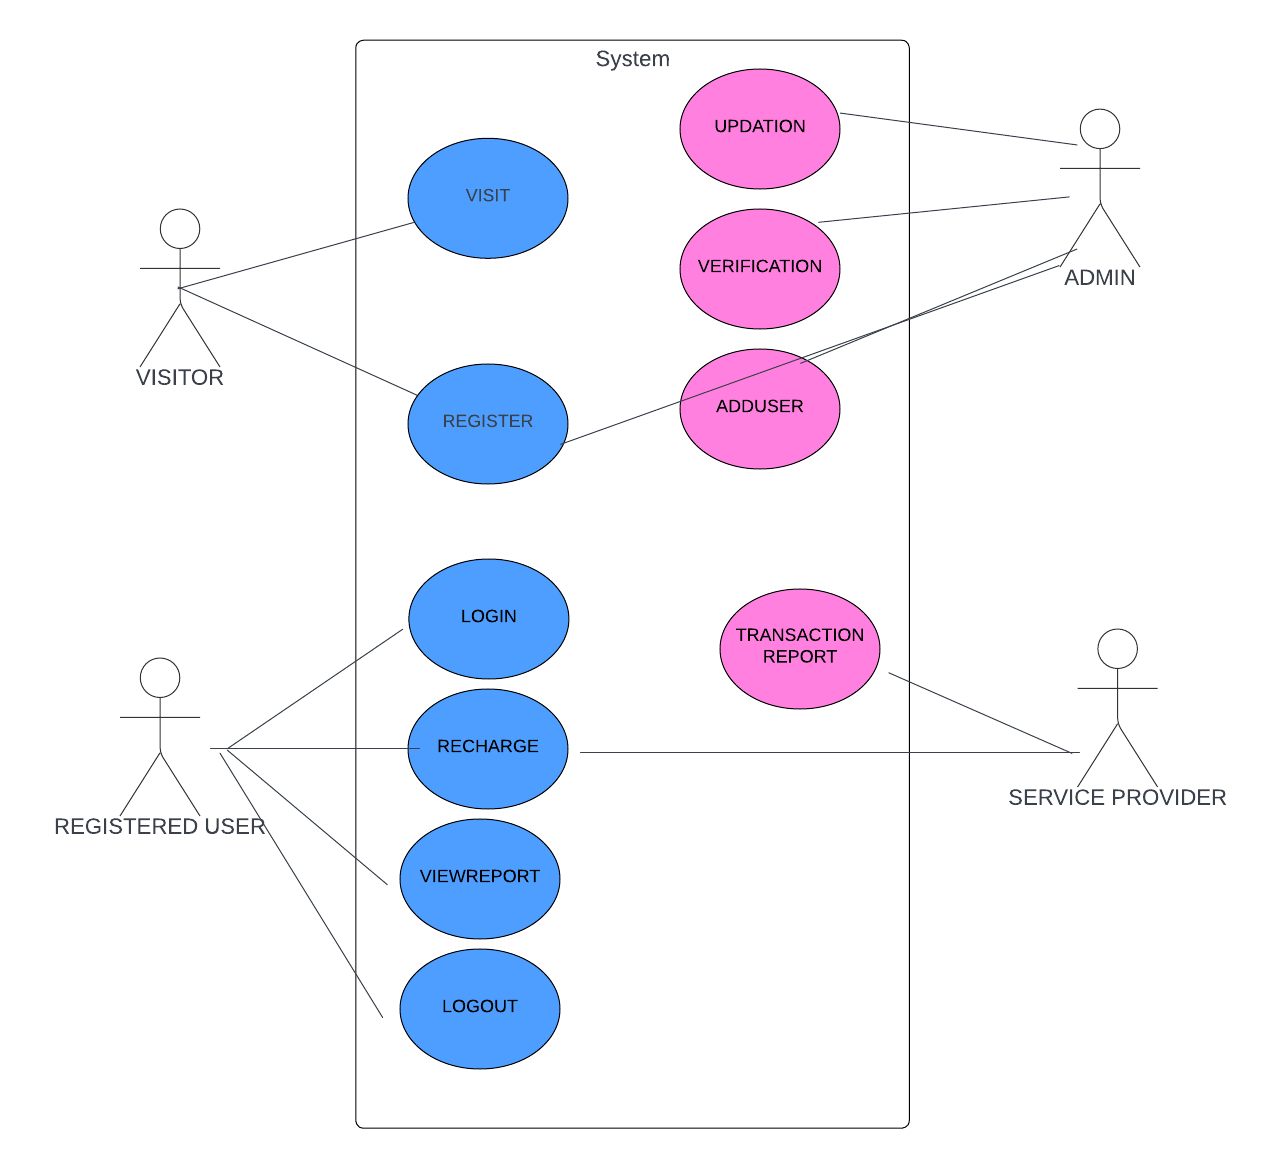 System
UPDATION
VISIT
VERIFICATION
ADMIN
VISITOR
ADDUSER
REGISTER
LOGIN
TRANSACTION
REPORT
RECHARGE
SERVICE PROVIDER
REGISTERED USER
VIEWREPORT
LOGOUT